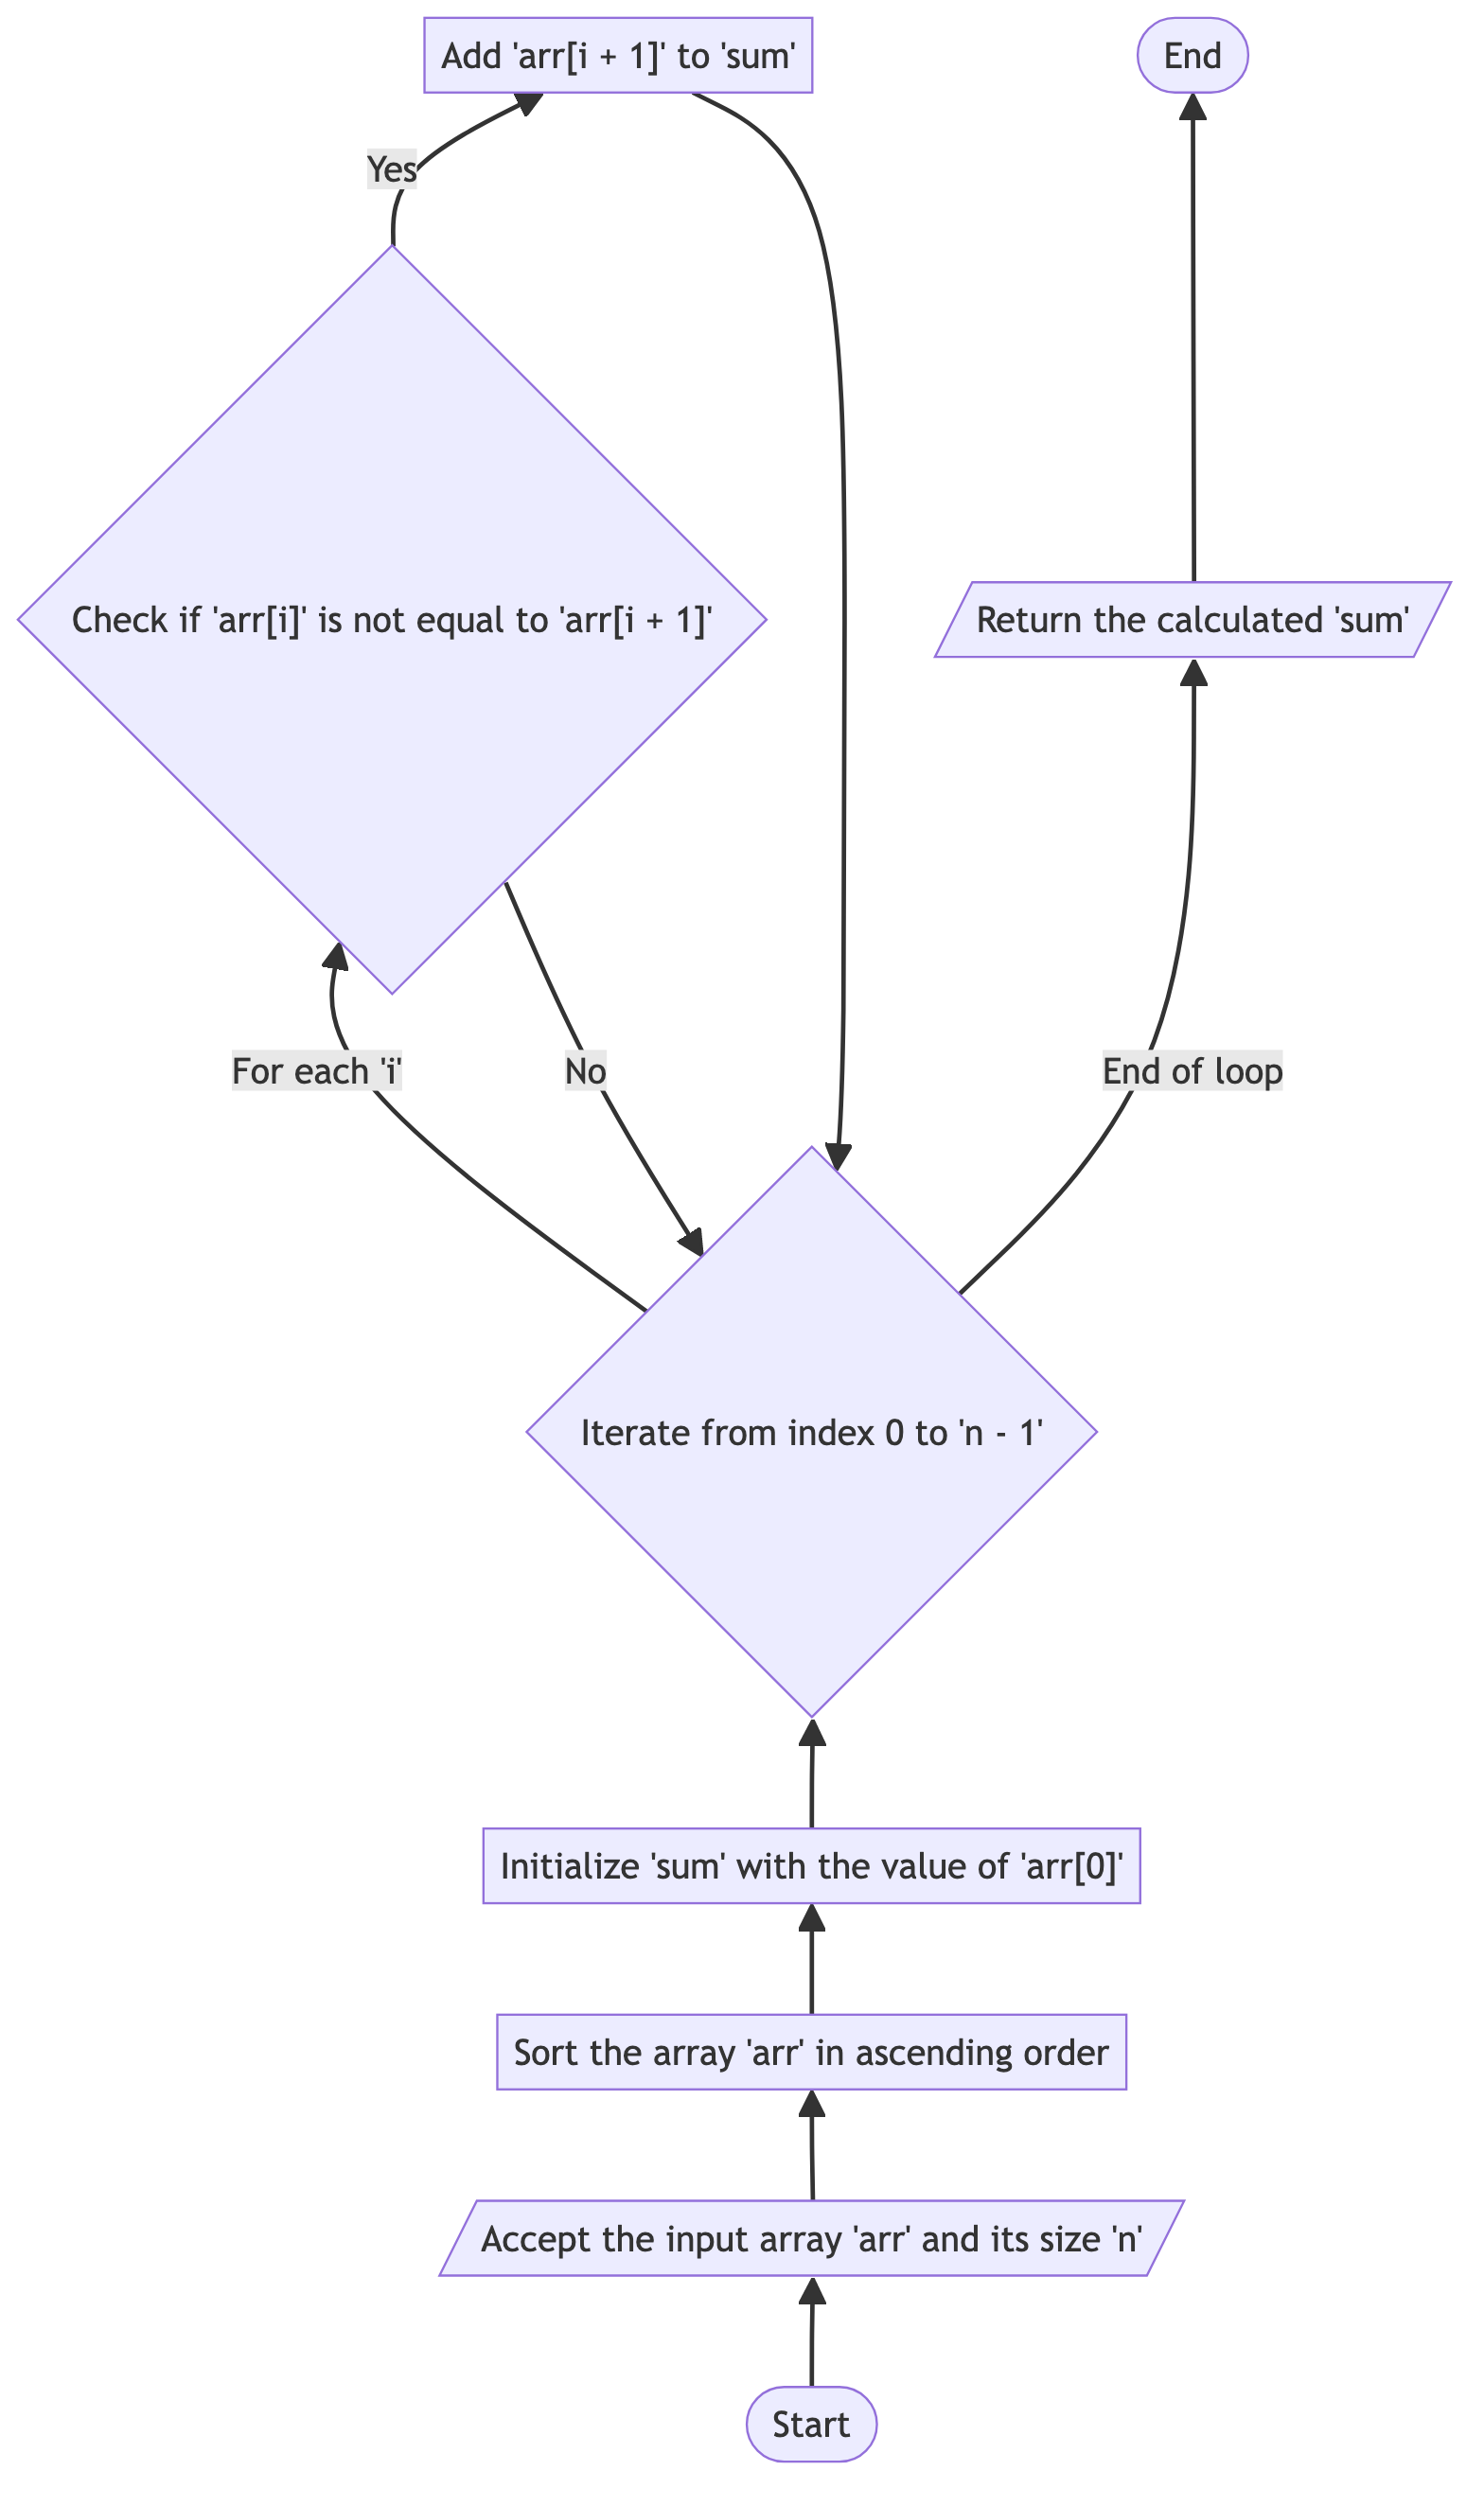 Add 'arr[i + 1]' to 'sum'
End
Yes
Check if 'arr[i]' is not equal to 'arr[i + 1]'
Return the calculated 'sum'
For each 'i'
No
End of loop
Iterate from index 0 to 'n - 1'
Initialize 'sum' with the value of 'arr[0]'
Sort the array 'arr' in ascending order
Accept the input array 'arr' and its size 'n'
Start